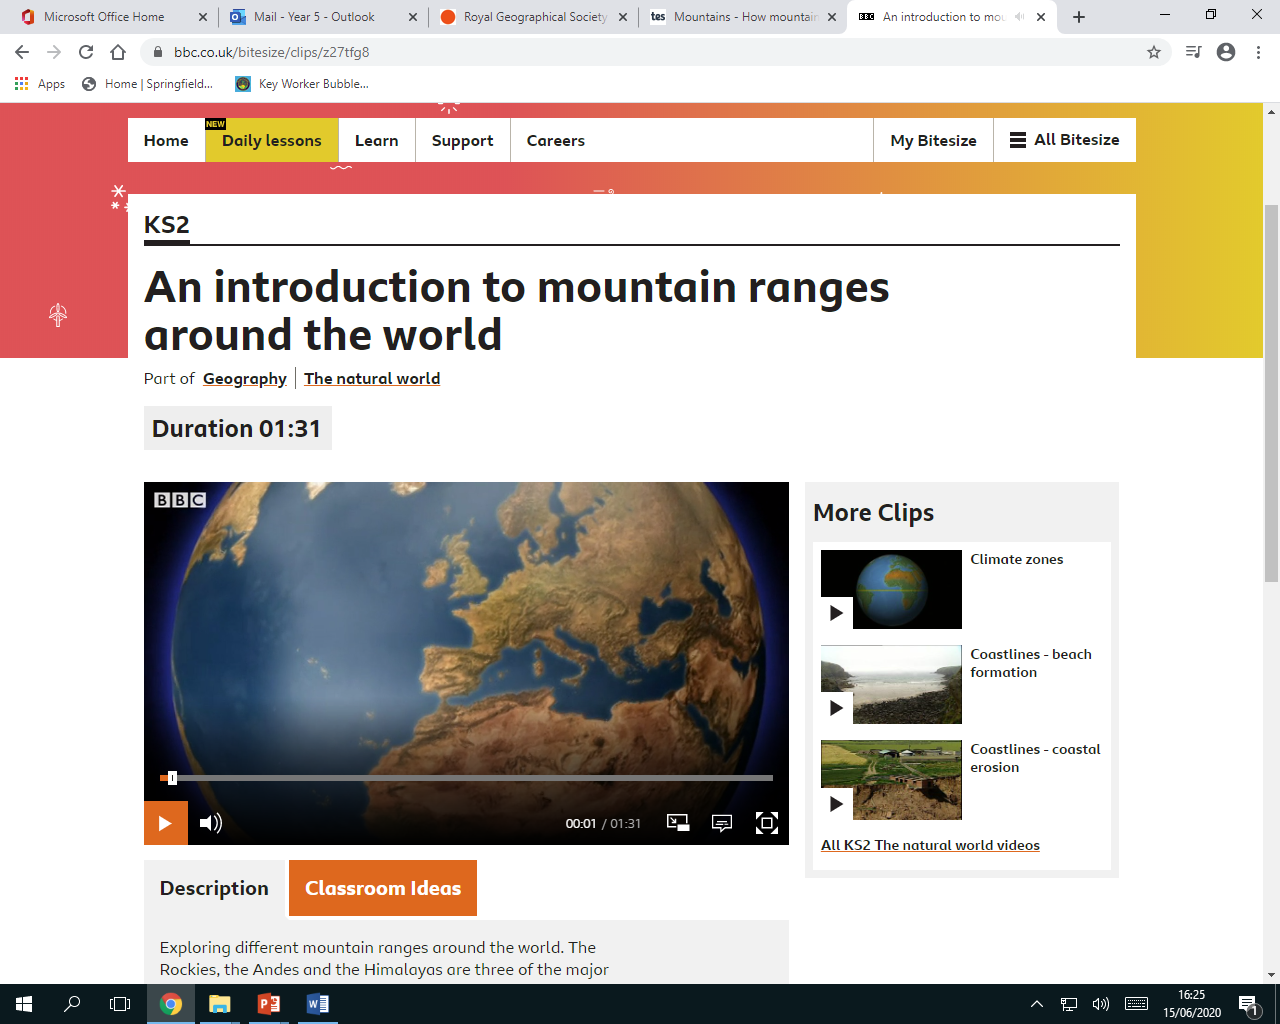 Microsoft Office Home
Mail - Year 5 - Outlook
Royal Geographical Society
tes
Mountains - How mountain
BBC
An introduction to mou
bbc.co.uk/bitesize/clips/z27tfg8
Apps
Home | Springfield...
Key Worker Bubble...
Home
NEW
Daily lessons
Learn
Support
Careers
My Bitesize
All Bitesize
KS2
An introduction to mountain ranges
around the world
Part of Geography The natural world
Duration 01:31
BBC
00:01 / 01:31
More Clips
Climate zones
Coastlines - beach
formation
Coastlines - coastal
erosion
All KS2 The natural world videos
Description
Classroom Ideas
Exploring different mountain ranges around the world. The
Rockies, the Andes and the Himalayas are three of the major
16:25
15/06/2020
1